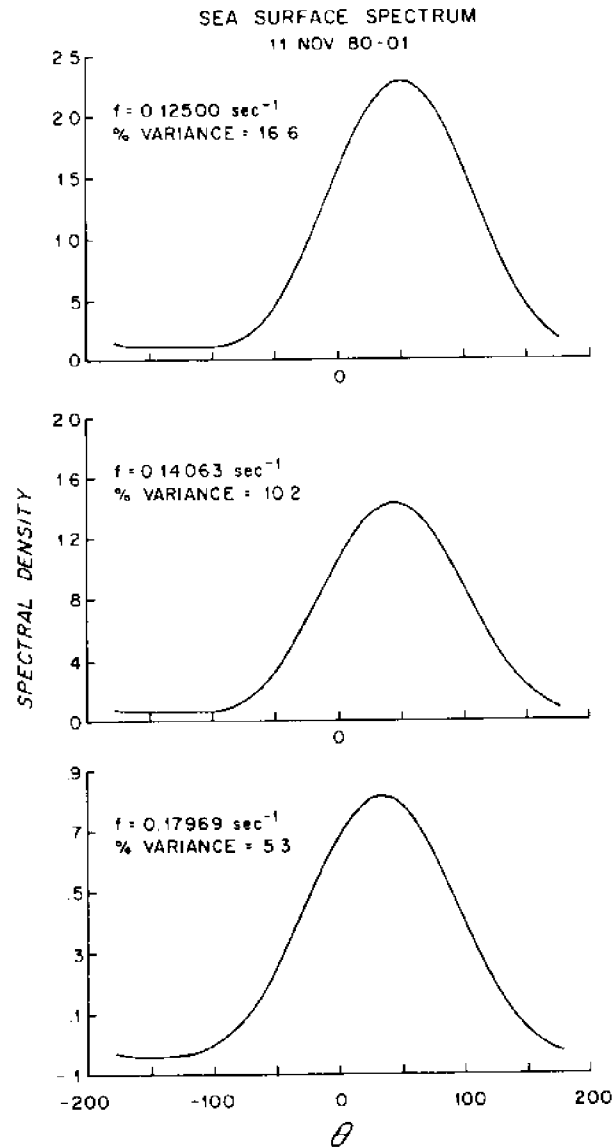 SEA SURFACE SPECTRUM
11 NOV 80-01
2.5
2.0
1.5
1.0
.5
0
f = 0.12500 sec⁻¹
% VARIANCE = 16.6
0
200
2.0
1.6
1.2
.8
.4
0
f = 0.14063 sec⁻¹
% VARIANCE = 10.2
0
SPECTRAL DENSITY
.9
.7
.5
.3
.1
-.1
f = 0.17969 sec⁻¹
% VARIANCE = 5.3
-200
-100
0
100
200
θ